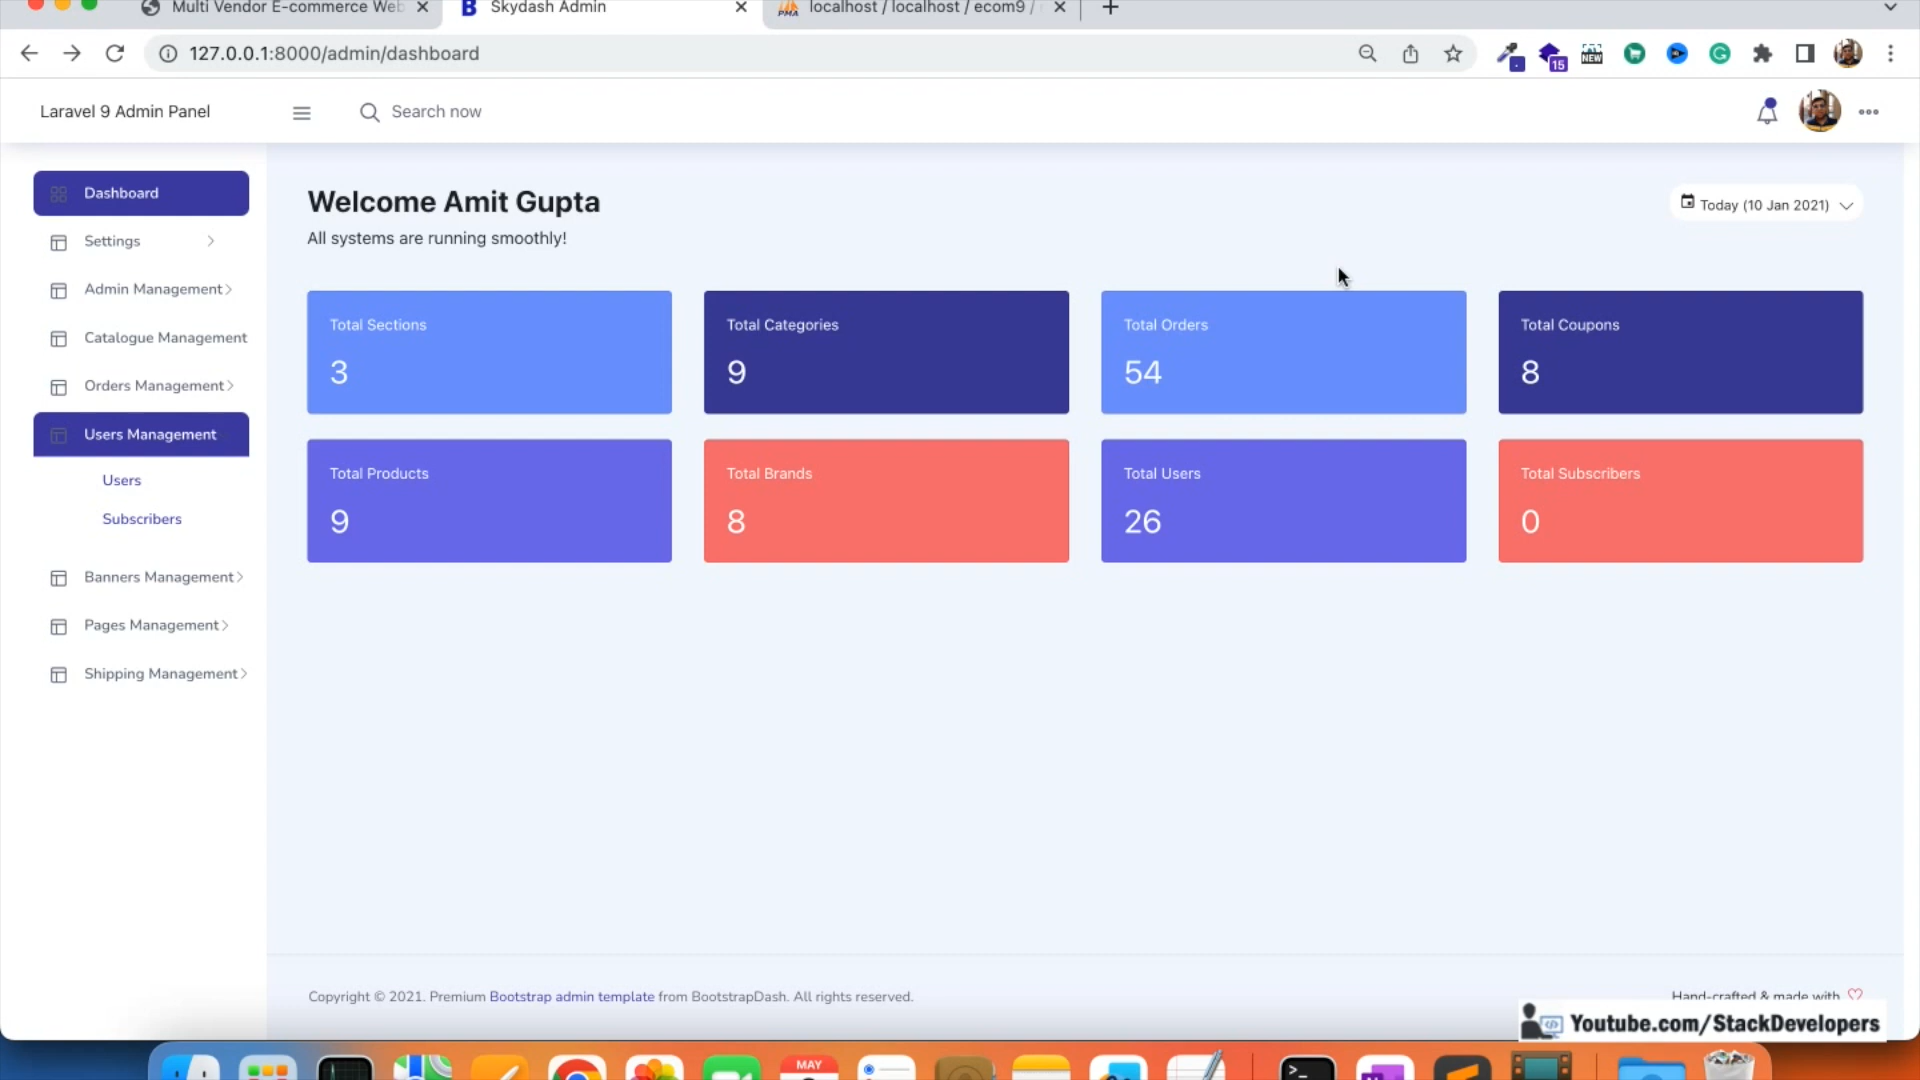 Multi Vendor E-commerce Web
Skydash Admin
localhost / localhost / ecom9 /
127.0.0.1:8000/admin/dashboard
15
NEW
Laravel 9 Admin Panel
Search now
Dashboard
Settings
Admin Management
Catalogue Management
Orders Management
Users Management
Users
Subscribers
Banners Management
Pages Management
Shipping Management
Welcome Amit Gupta
All systems are running smoothly!
Today (10 Jan 2021)
Total Sections
3
Total Categories
9
Total Orders
54
Total Coupons
8
Total Products
9
Total Brands
8
Total Users
26
Total Subscribers
0
Copyright © 2021. Premium Bootstrap admin template from BootstrapDash. All rights reserved.
Hand-crafted & made with
Youtube.com/StackDevelopers
MAY